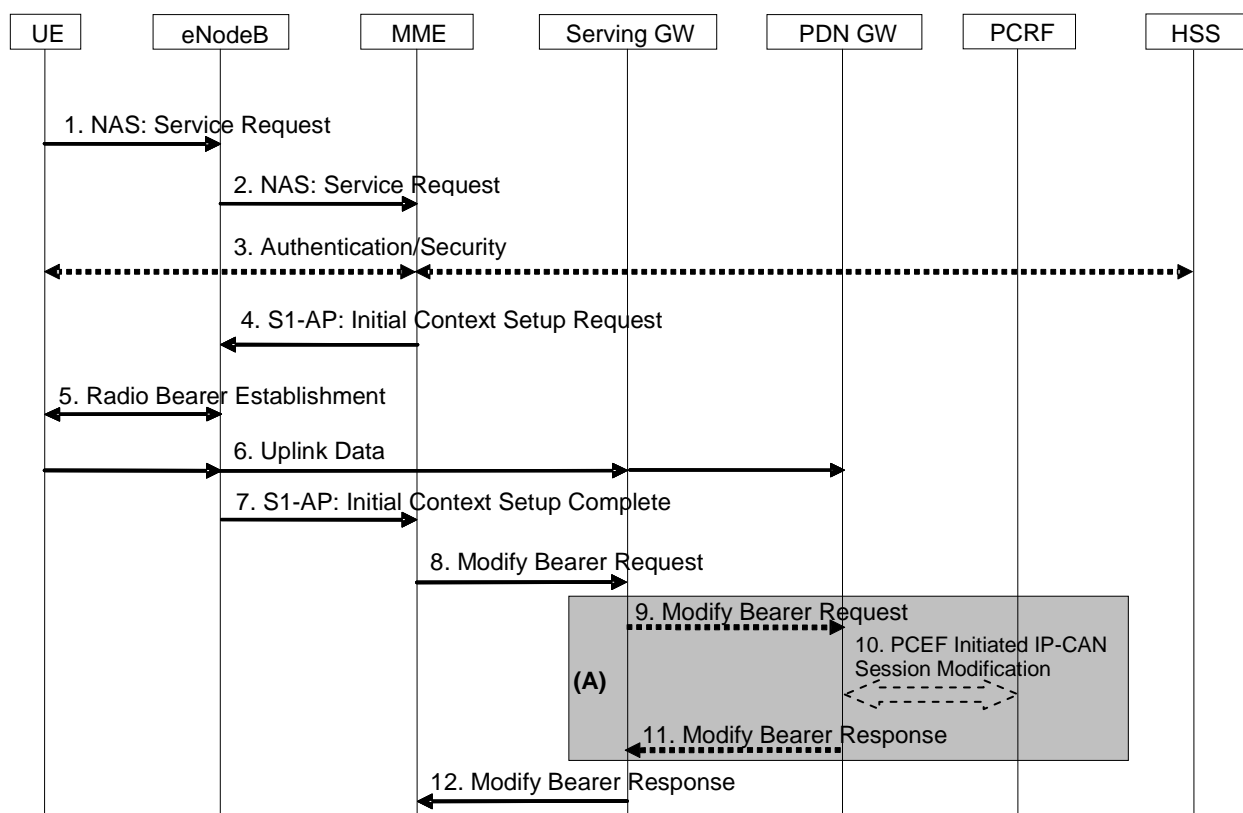 UE
eNodeB
MME
Serving GW
PDN GW
PCRF
HSS
1. NAS: Service Request
2. NAS: Service Request
3. Authentication/Security
4. S1-AP: Initial Context Setup Request
5. Radio Bearer Establishment
6. Uplink Data
7. S1-AP: Initial Context Setup Complete
8. Modify Bearer Request
9. Modify Bearer Request
10. PCEF Initiated IP-CAN
Session Modification
(A)
11. Modify Bearer Response
12. Modify Bearer Response